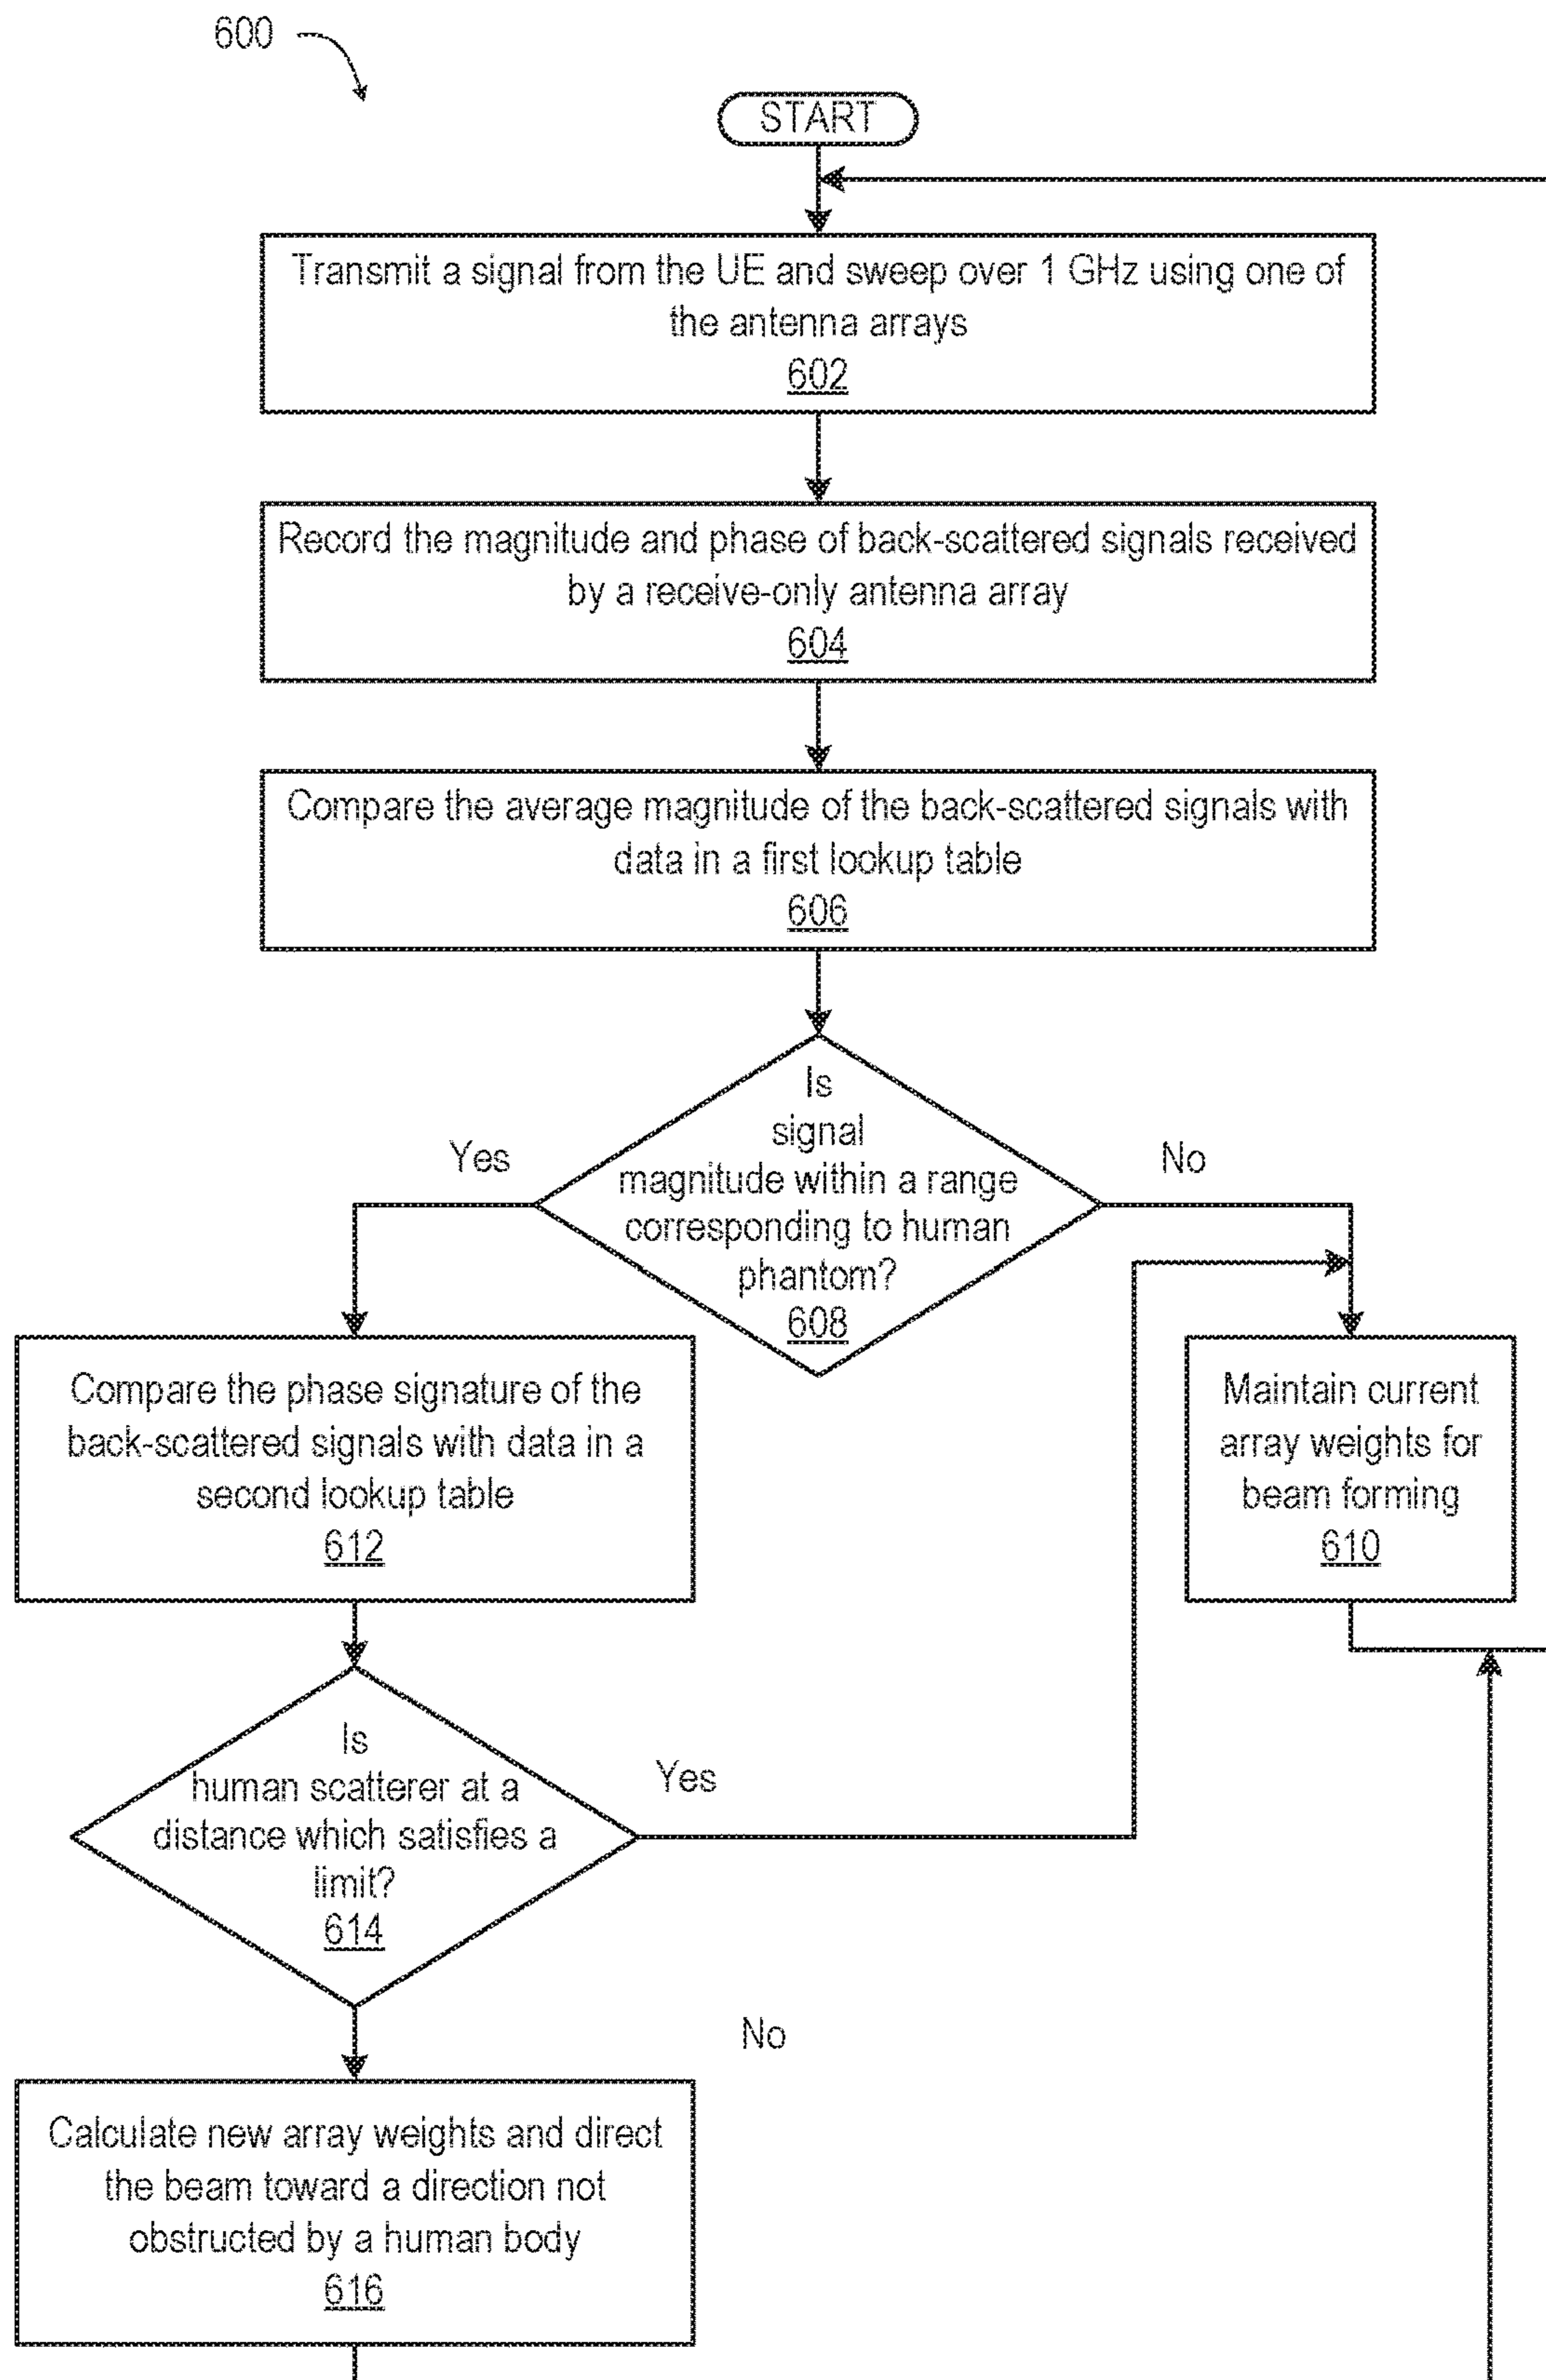 600
START
Transmit a signal from the UE and sweep over 1 GHz using one of
the antenna arrays
602
Record the magnitude and phase of back-scattered signals received
by a receive-only antenna array
604
Compare the average magnitude of the back-scattered signals with
data in a first lookup table
606
Is
signal
magnitude within a range
corresponding to human
phantom?
608
Yes
No
Compare the phase signature of the
back-scattered signals with data in a
second lookup table
612
Maintain current
array weights for
beam forming
610
Is
human scatterer at a
distance which satisfies a
limit?
614
Yes
No
Calculate new array weights and direct
the beam toward a direction not
obstructed by a human body
616